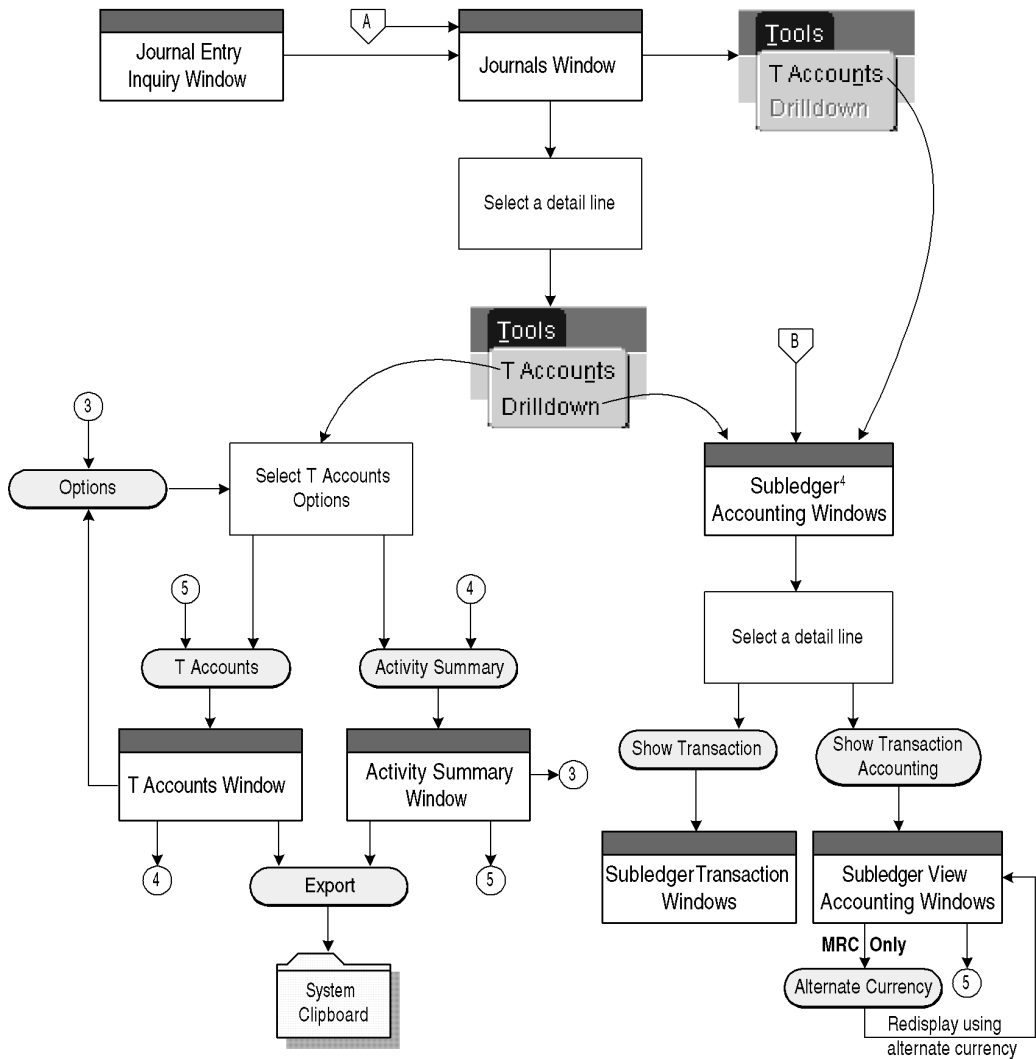 A
Journal Entry
Inquiry Window
Journals Window
Tools
T Accounts
Drilldown
Select a detail line
Tools
T Accounts
Drilldown
B
3
Options
Select T Accounts
Options
Subledger4
Accounting Windows
5
4
Select a detail line
T Accounts
Activity Summary
Show Transaction
Show Transaction
Accounting
T Accounts Window
Activity Summary
Window
3
4
5
Export
Subledger Transaction
Windows
Subledger View
Accounting Windows
MRC Only
5
Alternate Currency
System
Clipboard
Redisplay using
alternate currency